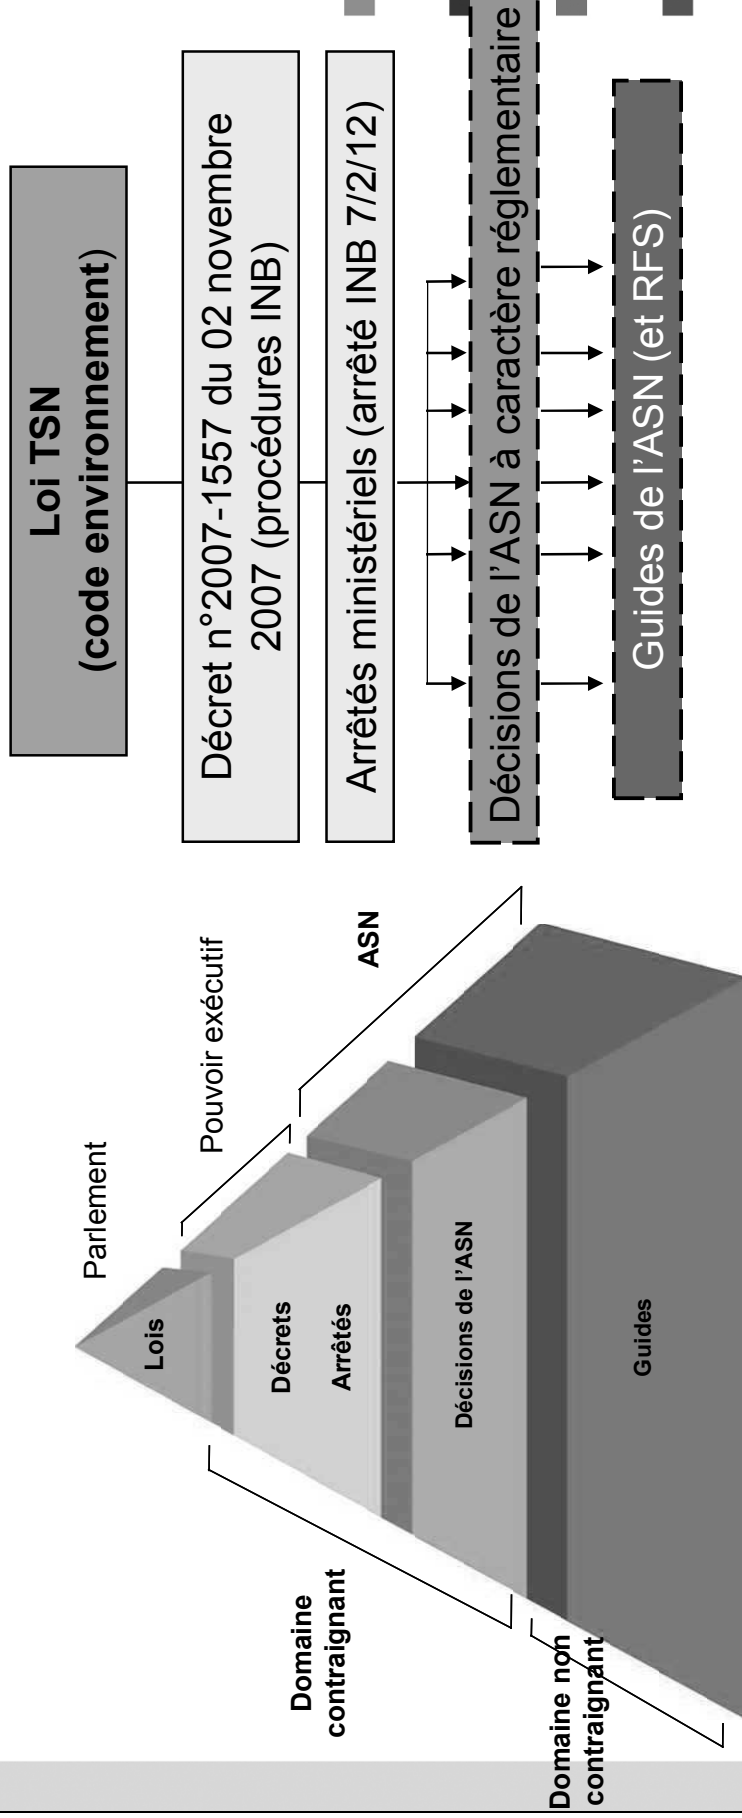 Parlement
Pouvoir exécutif
ASN
Lois
Décrets
Arrêtés
Décisions de l'ASN
Guides
Domaine
contraignant
Domaine non
contraignant
Loi TSN
(code environnement)
Décret n°2007-1557 du 02 novembre
2007 (procédures INB)
Arrêtés ministériels (arrêté INB 7/2/12)
Décisions de l'ASN à caractère réglementaire
Guides de l'ASN (et RFS)